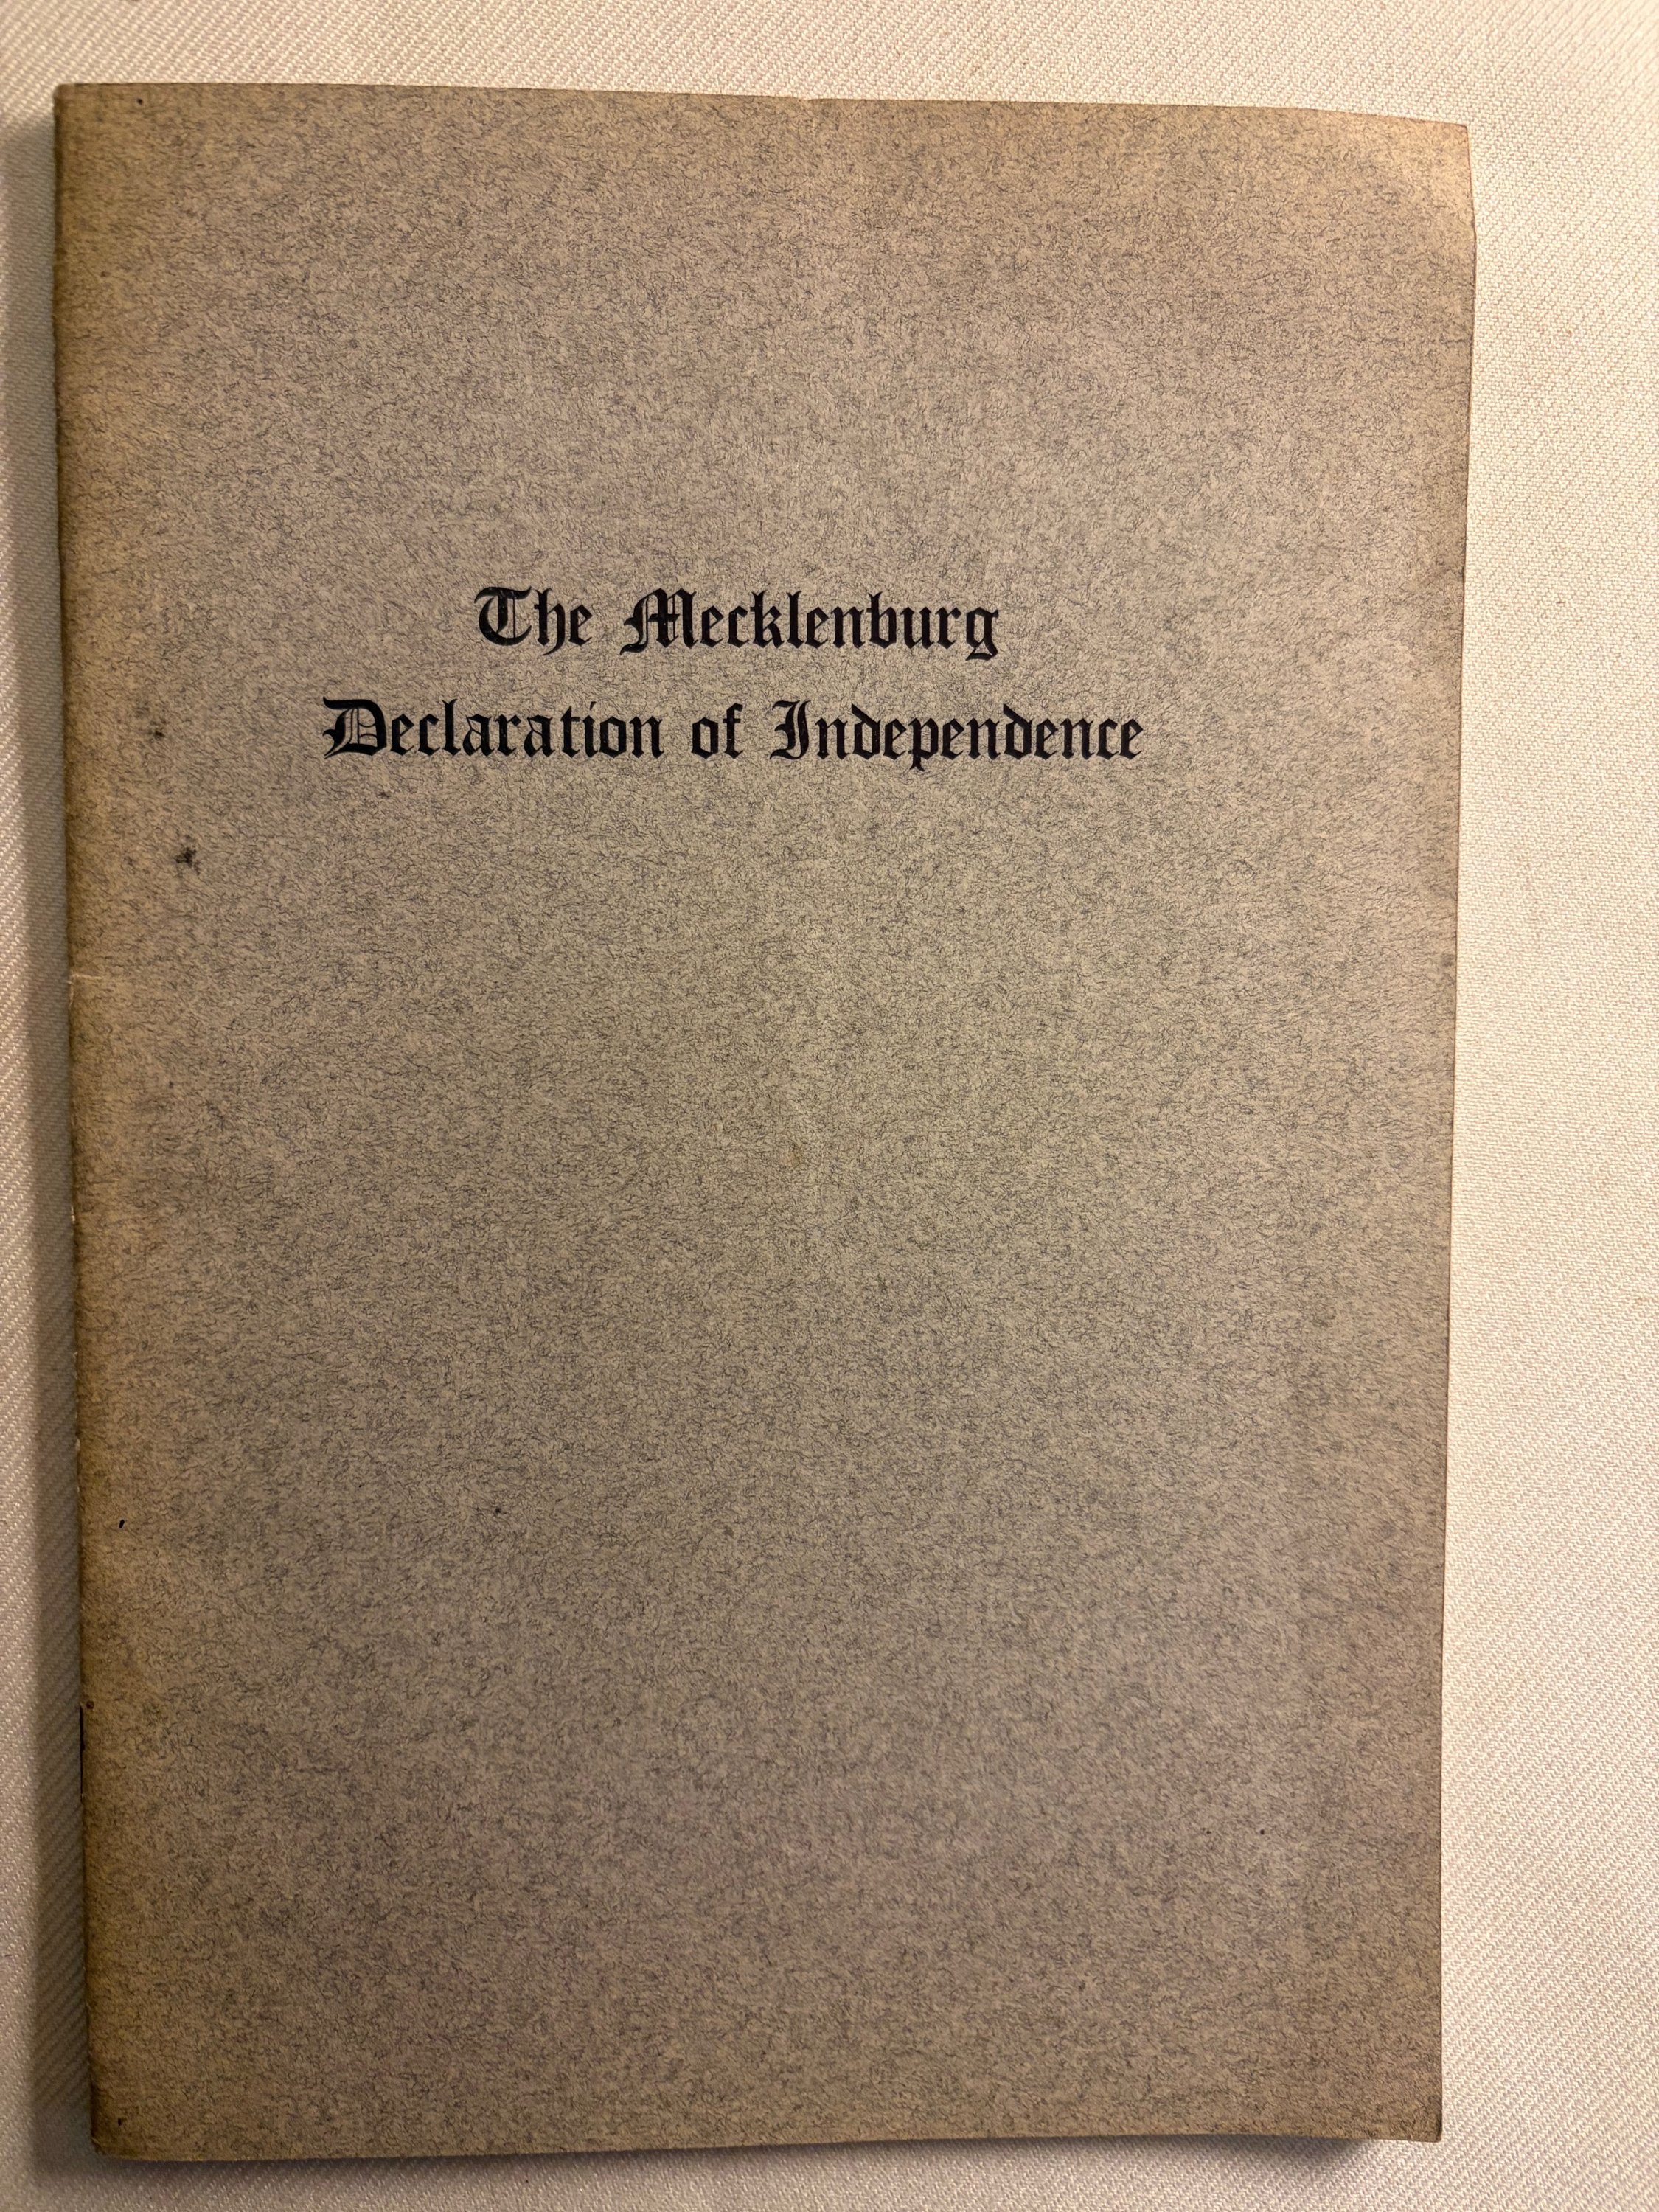 The Mecklenburg
Declaration of Independence